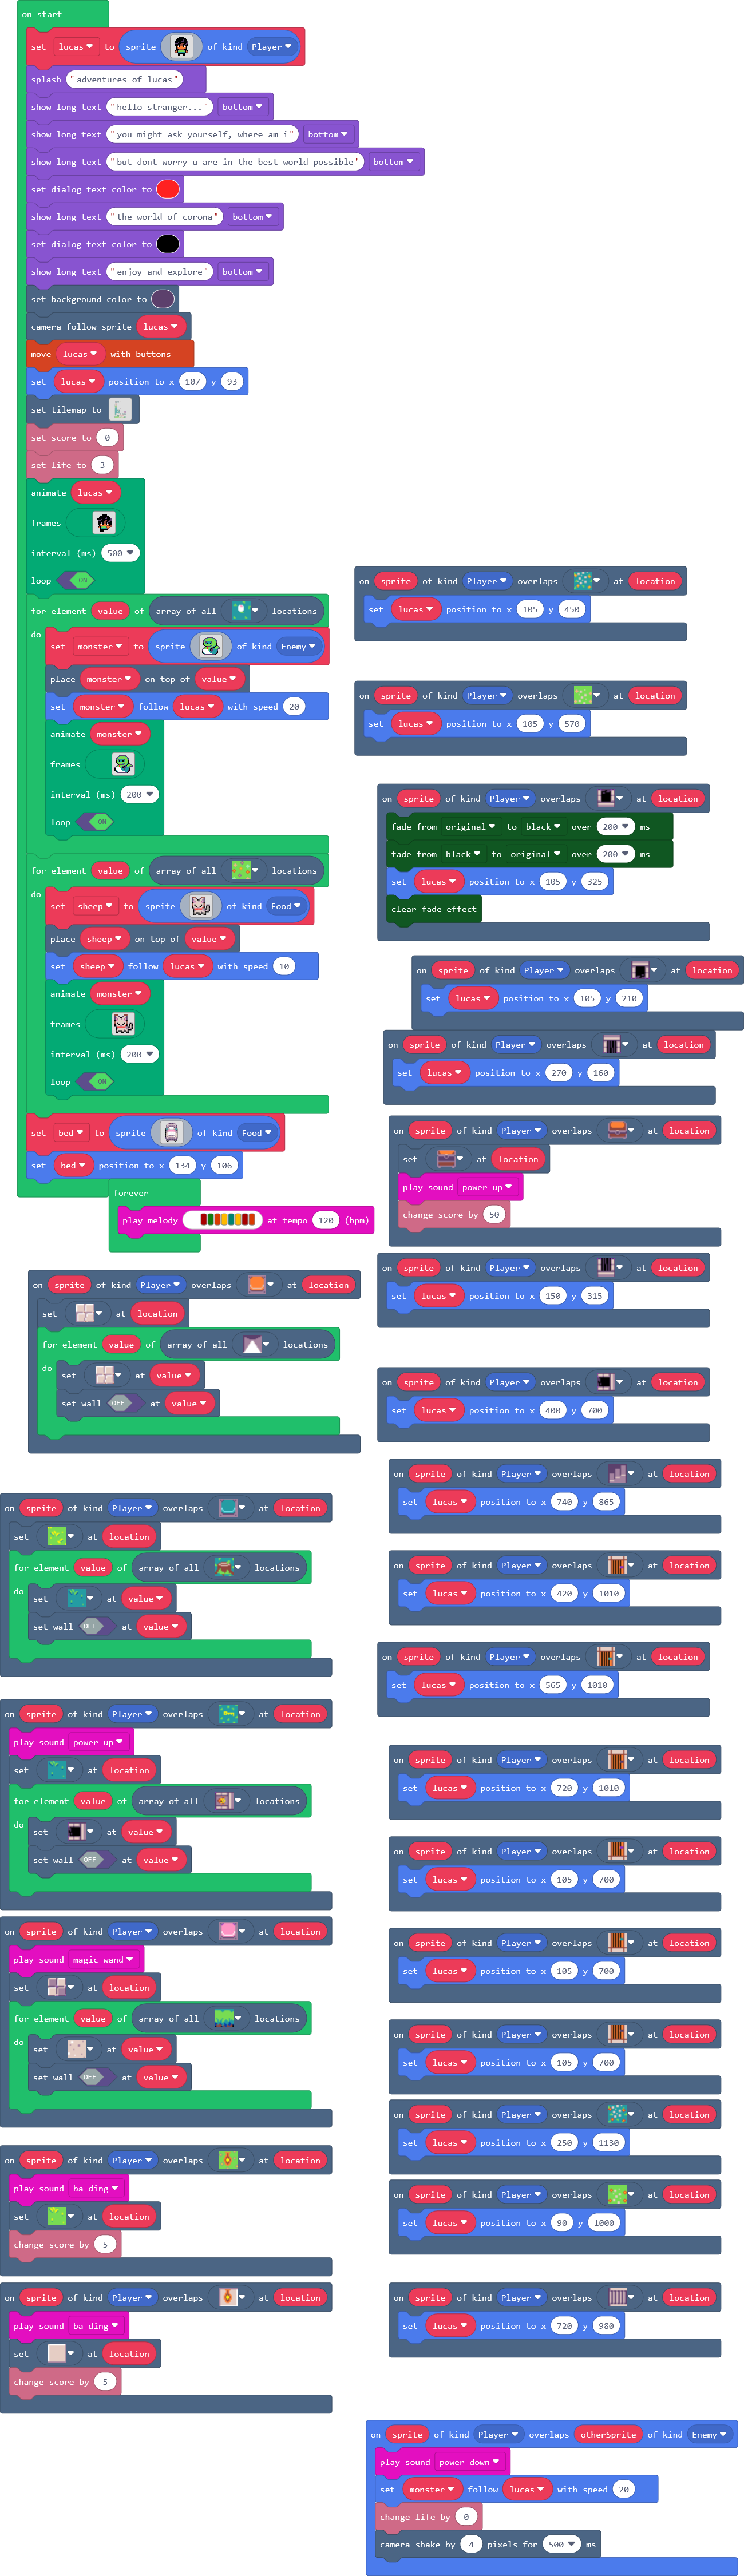 on start
set lucas to sprite of kind Player
splash "adventures of lucas"
show long text "hello stranger..." bottom
show long text "you might ask yourself, where am i" bottom
show long text "but dont worry u are in the best world possible" bottom
set dialog text color to
show long text "the world of corona" bottom
set dialog text color to
show long text "enjoy and explore" bottom
set background color to
camera follow sprite lucas
move lucas with buttons
set lucas position to x 107 y 93
set tilemap to
set score to 0
set life to 3
animate lucas
frames
interval (ms) 500
loop ON
for element value of array of all locations
do
set monster to sprite of kind Enemy
place monster on top of value
set monster follow lucas with speed 20
animate monster
frames
interval (ms) 200
loop ON
for element value of array of all locations
do
set sheep to sprite of kind Food
place sheep on top of value
set sheep follow lucas with speed 10
animate monster
frames
interval (ms) 200
loop ON
set bed to sprite of kind Food
set bed position to x 134 y 106
forever
play melody at tempo 120 (bpm)
on sprite of kind Player overlaps at location
set at location
for element value of array of all locations
do
set at value
set wall OFF at value
on sprite of kind Player overlaps at location
set at location
for element value of array of all locations
do
set at value
set wall OFF at value
on sprite of kind Player overlaps at location
play sound power up
set at location
for element value of array of all locations
do
set at value
set wall OFF at value
on sprite of kind Player overlaps at location
play sound magic wand
set at location
for element value of array of all locations
do
set at value
set wall OFF at value
on sprite of kind Player overlaps at location
play sound ba ding
set at location
change score by 5
on sprite of kind Player overlaps at location
play sound ba ding
set at location
change score by 5
on sprite of kind Player overlaps at location
set lucas position to x 105 y 450
on sprite of kind Player overlaps at location
set lucas position to x 105 y 570
on sprite of kind Player overlaps at location
fade from original to black over 200 ms
fade from black to original over 200 ms
set lucas position to x 105 y 325
clear fade effect
on sprite of kind Player overlaps at location
set lucas position to x 105 y 210
on sprite of kind Player overlaps at location
set lucas position to x 270 y 160
on sprite of kind Player overlaps at location
set at location
play sound power up
change score by 50
on sprite of kind Player overlaps at location
set lucas position to x 150 y 315
on sprite of kind Player overlaps at location
set lucas position to x 400 y 700
on sprite of kind Player overlaps at location
set lucas position to x 740 y 865
on sprite of kind Player overlaps at location
set lucas position to x 420 y 1010
on sprite of kind Player overlaps at location
set lucas position to x 565 y 1010
on sprite of kind Player overlaps at location
set lucas position to x 720 y 1010
on sprite of kind Player overlaps at location
set lucas position to x 105 y 700
on sprite of kind Player overlaps at location
set lucas position to x 105 y 700
on sprite of kind Player overlaps at location
set lucas position to x 105 y 700
on sprite of kind Player overlaps at location
set lucas position to x 250 y 1130
on sprite of kind Player overlaps at location
set lucas position to x 90 y 1000
on sprite of kind Player overlaps at location
set lucas position to x 720 y 980
on sprite of kind Player overlaps otherSprite of kind Enemy
play sound power down
set monster follow lucas with speed 20
change life by 0
camera shake by 4 pixels for 500 ms